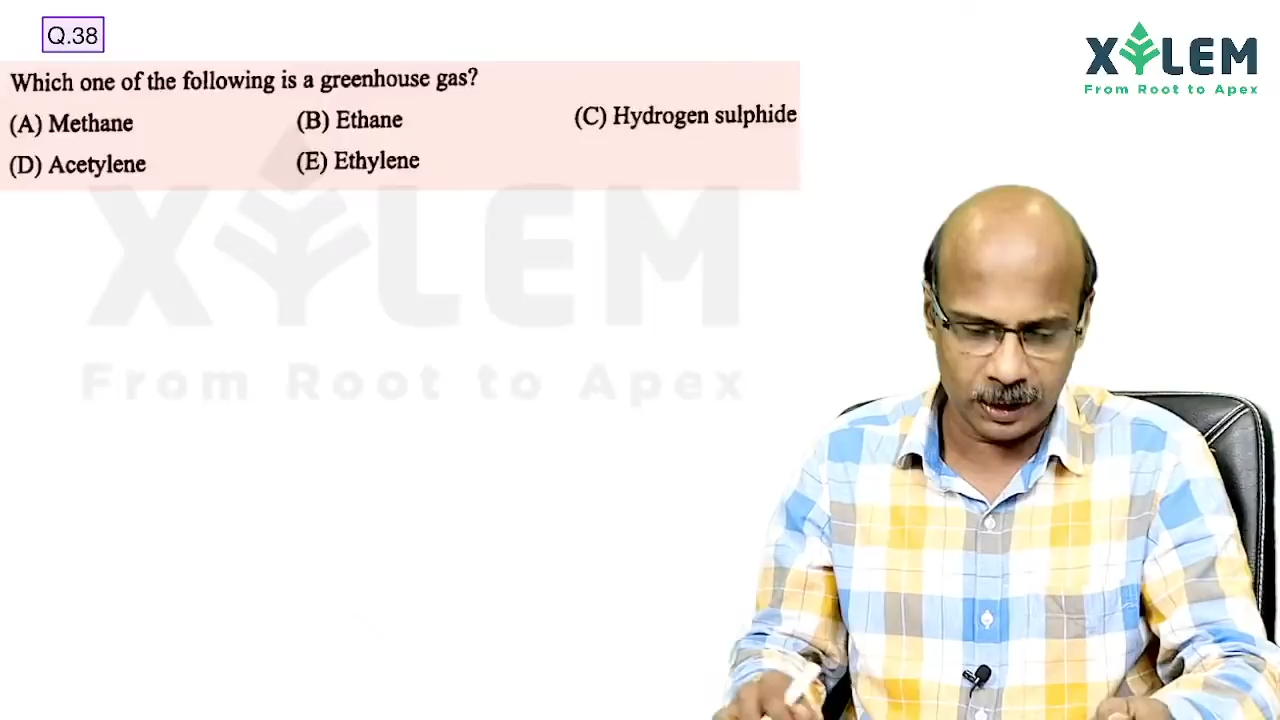 Q.38
XYLEM
From Root to Apex
Which one of the following is a greenhouse gas?
(A) Methane (B) Ethane (C) Hydrogen sulphide
(D) Acetylene (E) Ethylene
XYLEM
From Root to Apex